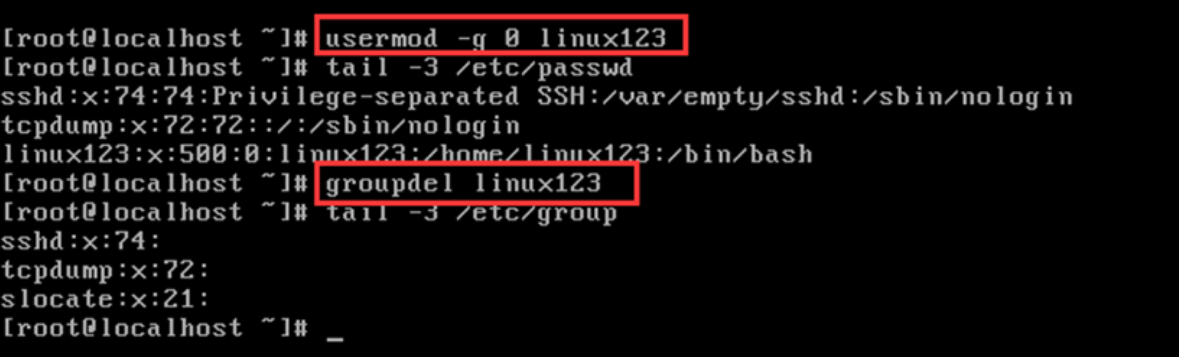 [root@localhost ~]# usermod -g 0 linux123
[root@localhost ~]# tail -3 /etc/passwd
sshd:x:74:74:Privilege-separated SSH:/var/empty/sshd:/sbin/nologin
tcpdump:x:72:72::/:/sbin/nologin
linux123:x:500:0:linux123:/home/linux123:/bin/bash
[root@localhost ~]# groupdel linux123
[root@localhost ~]# tail -3 /etc/group
sshd:x:74:
tcpdump:x:72:
slocate:x:21:
[root@localhost ~]# _